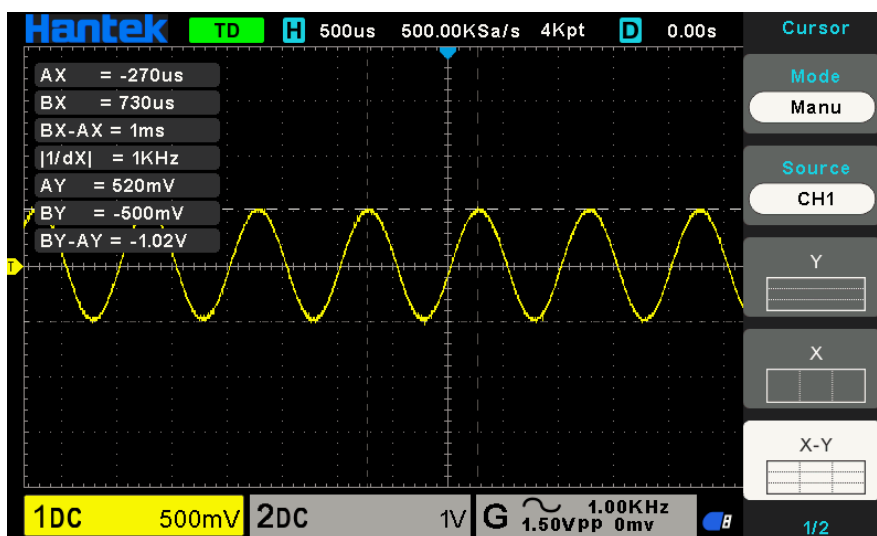 Hantek TD H 500us 500.00KSa/s 4Kpt D 0.00s Cursor
AX = -270us
BX = 730us
BX-AX = 1ms
|1/dX| = 1KHz
AY = 520mV
BY = -500mV
BY-AY = -1.02V
T
Mode
Manu
Source
CH1
Y
X
X-Y
1DC 500mV 2DC 1V G 1.00KHz
1.50Vpp 0mv
1/2